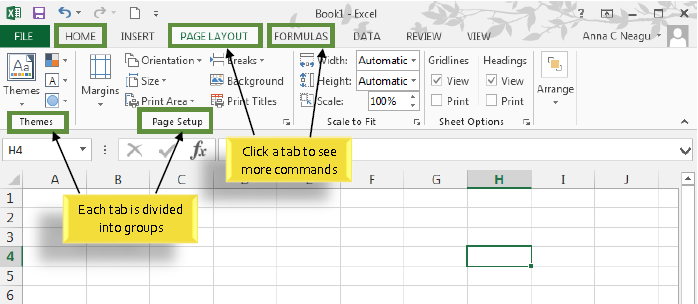 Book1 - Excel
FILE HOME INSERT PAGE LAYOUT FORMULAS DATA REVIEW VIEW Anna C Neagu
Themes Margins Orientation Size Print Area Breaks Background Print Titles Width: Automatic Height: Automatic Scale: 100% Gridlines View Print Headings View Print Arrange
Themes Page Setup Scale to Fit Sheet Options
H4
Click a tab to see
more commands
Each tab is divided
into groups
A B C F G H I J
1
2
3
4
5
6